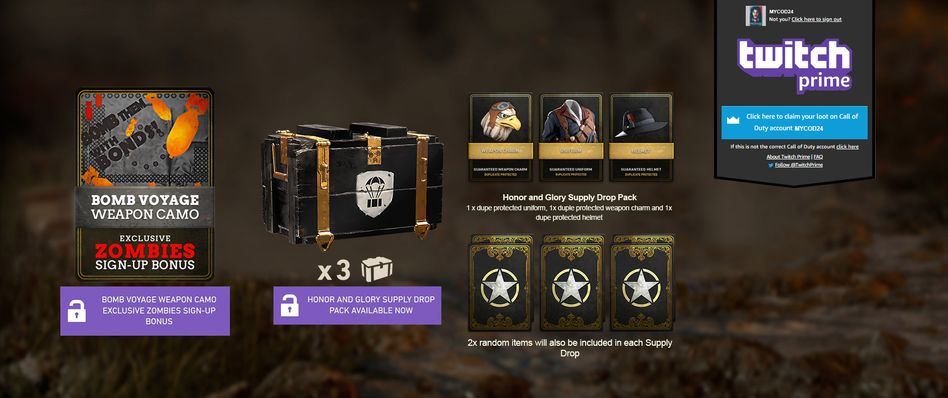 MYCOD24
Not you? Click here to sign out
twitch
prime
Click here to claim your loot on Call of
Duty account MYCOD24
If this is not the correct Call of Duty account click here
About Twitch Prime | FAQ
Follow @TwitchPrime
BOMB THEM
WITH
BONDS!
BOMB VOYAGE
WEAPON CAMO
EXCLUSIVE
ZOMBIES
SIGN-UP BONUS
BOMB VOYAGE WEAPON CAMO
EXCLUSIVE ZOMBIES SIGN-UP
BONUS
x3
HONOR AND GLORY SUPPLY DROP
PACK AVAILABLE NOW
WEAPON CHARM
GUARANTEED WEAPON CHARM
DUPLICATE PROTECTED
UNIFORM
GUARANTEED UNIFORM
DUPLICATE PROTECTED
HELMET
GUARANTEED HELMET
DUPLICATE PROTECTED
Honor and Glory Supply Drop Pack
1 x dupe protected uniform, 1x duple protected weapon charm and 1x
dupe protected helmet
2x random items will also be included in each Supply
Drop